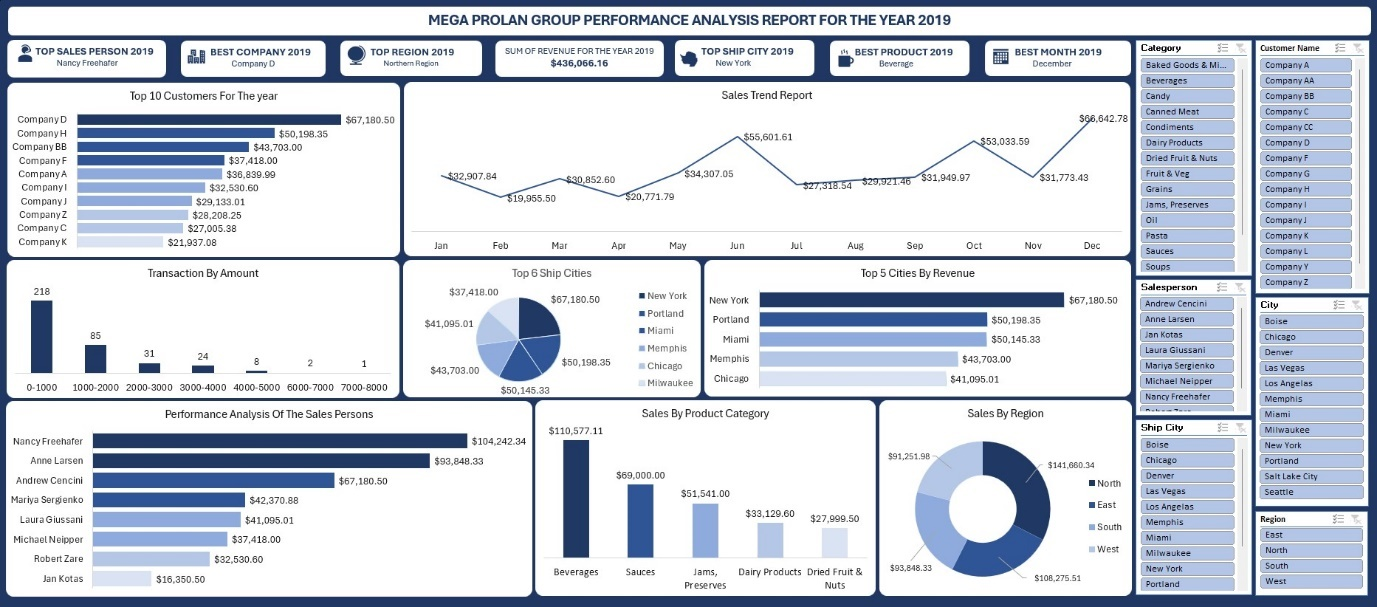 MEGA PROLAN GROUP PERFORMANCE ANALYSIS REPORT FOR THE YEAR 2019
TOP SALES PERSON 2019
Nancy Freehafer
BEST COMPANY 2019
Company D
TOP REGION 2019
Northern Region
SUM OF REVENUE FOR THE YEAR 2019
$436,066.16
TOP SHIP CITY 2019
New York
BEST PRODUCT 2019
Beverage
BEST MONTH 2019
December
Top 10 Customers For The year
Company D $67,180.50
Company H $50,198.35
Company BB $43,703.00
Company F $37,418.00
Company A $36,839.99
Company I $32,530.60
Company J $29,133.01
Company Z $28,208.25
Company C $27,005.38
Company K $21,937.08
Sales Trend Report
$32,907.84
$19,955.50
$30,852.60
$20,771.79
$34,307.05
$55,601.61
$27,318.54
$29,921.46
$31,949.97
$53,033.59
$31,773.43
$66,642.78
Jan Feb Mar Apr May Jun Jul Aug Sep Oct Nov Dec
Transaction By Amount
218 85 31 24 8 2 1
0-1000 1000-2000 2000-3000 3000-4000 4000-5000 6000-7000 7000-8000
Top 6 Ship Cities
$67,180.50
$50,198.35
$50,145.33
$43,703.00
$41,095.01
$37,418.00
New York
Portland
Miami
Memphis
Chicago
Milwaukee
Top 5 Cities By Revenue
New York $67,180.50
Portland $50,198.35
Miami $50,145.33
Memphis $43,703.00
Chicago $41,095.01
Performance Analysis Of The Sales Persons
Nancy Freehafer $104,242.34
Anne Larsen $93,848.33
Andrew Cencini $67,180.50
Mariya Sergienko $42,370.88
Laura Giussani $41,095.01
Michael Neipper $37,418.00
Robert Zare $32,530.60
Jan Kotas $16,350.50
Sales By Product Category
$110,577.11
$69,000.00
$51,541.00
$33,129.60
$27,999.50
Beverages
Sauces
Jams, Preserves
Dairy Products
Dried Fruit & Nuts
Sales By Region
$141,660.34
$108,275.51
$93,848.33
$91,251.98
North
East
South
West
Category
Baked Goods & Mi...
Beverages
Candy
Canned Meat
Condiments
Dairy Products
Dried Fruit & Nuts
Fruit & Veg
Grains
Jams, Preserves
Oil
Pasta
Sauces
Soups
Customer Name
Company A
Company AA
Company BB
Company C
Company CC
Company D
Company F
Company G
Company H
Company I
Company J
Company K
Company L
Company Y
Company Z
Salesperson
Andrew Cencini
Anne Larsen
Jan Kotas
Laura Giussani
Mariya Sergienko
Michael Neipper
Nancy Freehafer
Robert Zare
City
Boise
Chicago
Denver
Las Vegas
Los Angelas
Memphis
Miami
Milwaukee
New York
Portland
Salt Lake City
Seattle
Ship City
Boise
Chicago
Denver
Las Vegas
Los Angelas
Memphis
Miami
Milwaukee
New York
Portland
Region
East
North
South
West